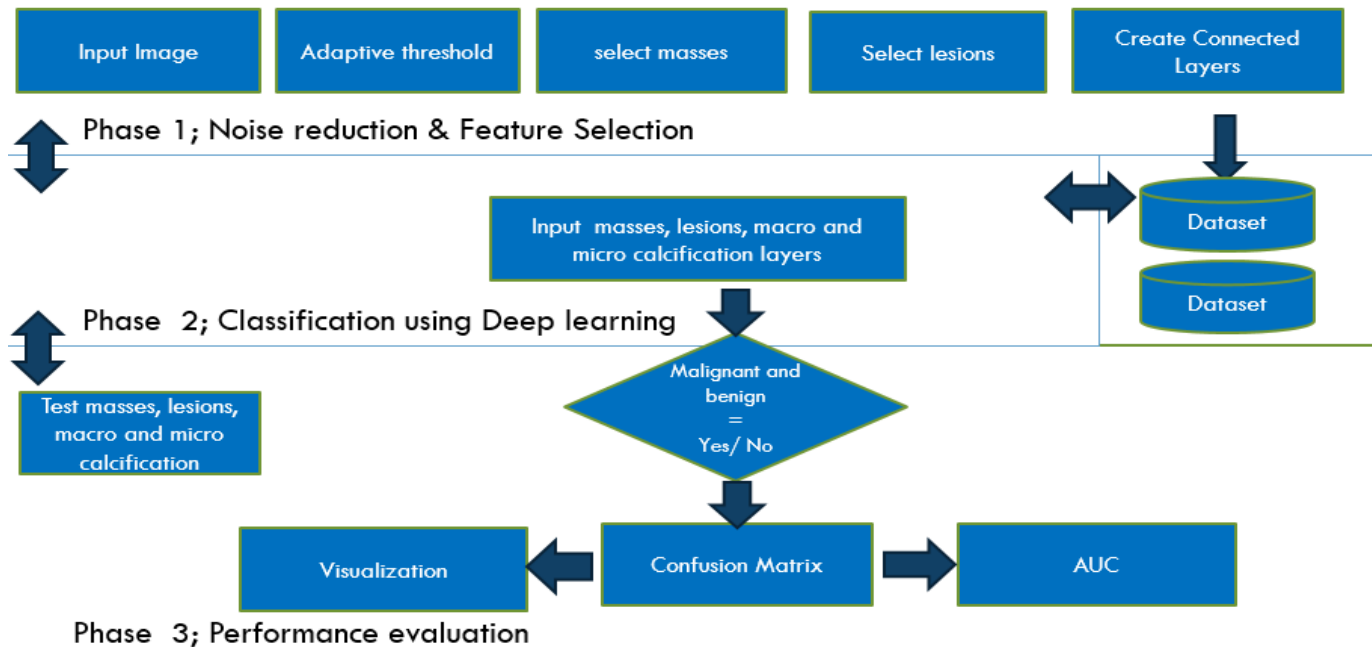 Input Image
Adaptive threshold
select masses
Select lesions
Create Connected
Layers
Phase 1; Noise reduction & Feature Selection
Dataset
Input masses, lesions, macro and
micro calcification layers
Dataset
Phase 2; Classification using Deep learning
Malignant and
benign
=
Yes/ No
Test masses, lesions,
macro and micro
calcification
Visualization
Confusion Matrix
AUC
Phase 3; Performance evaluation